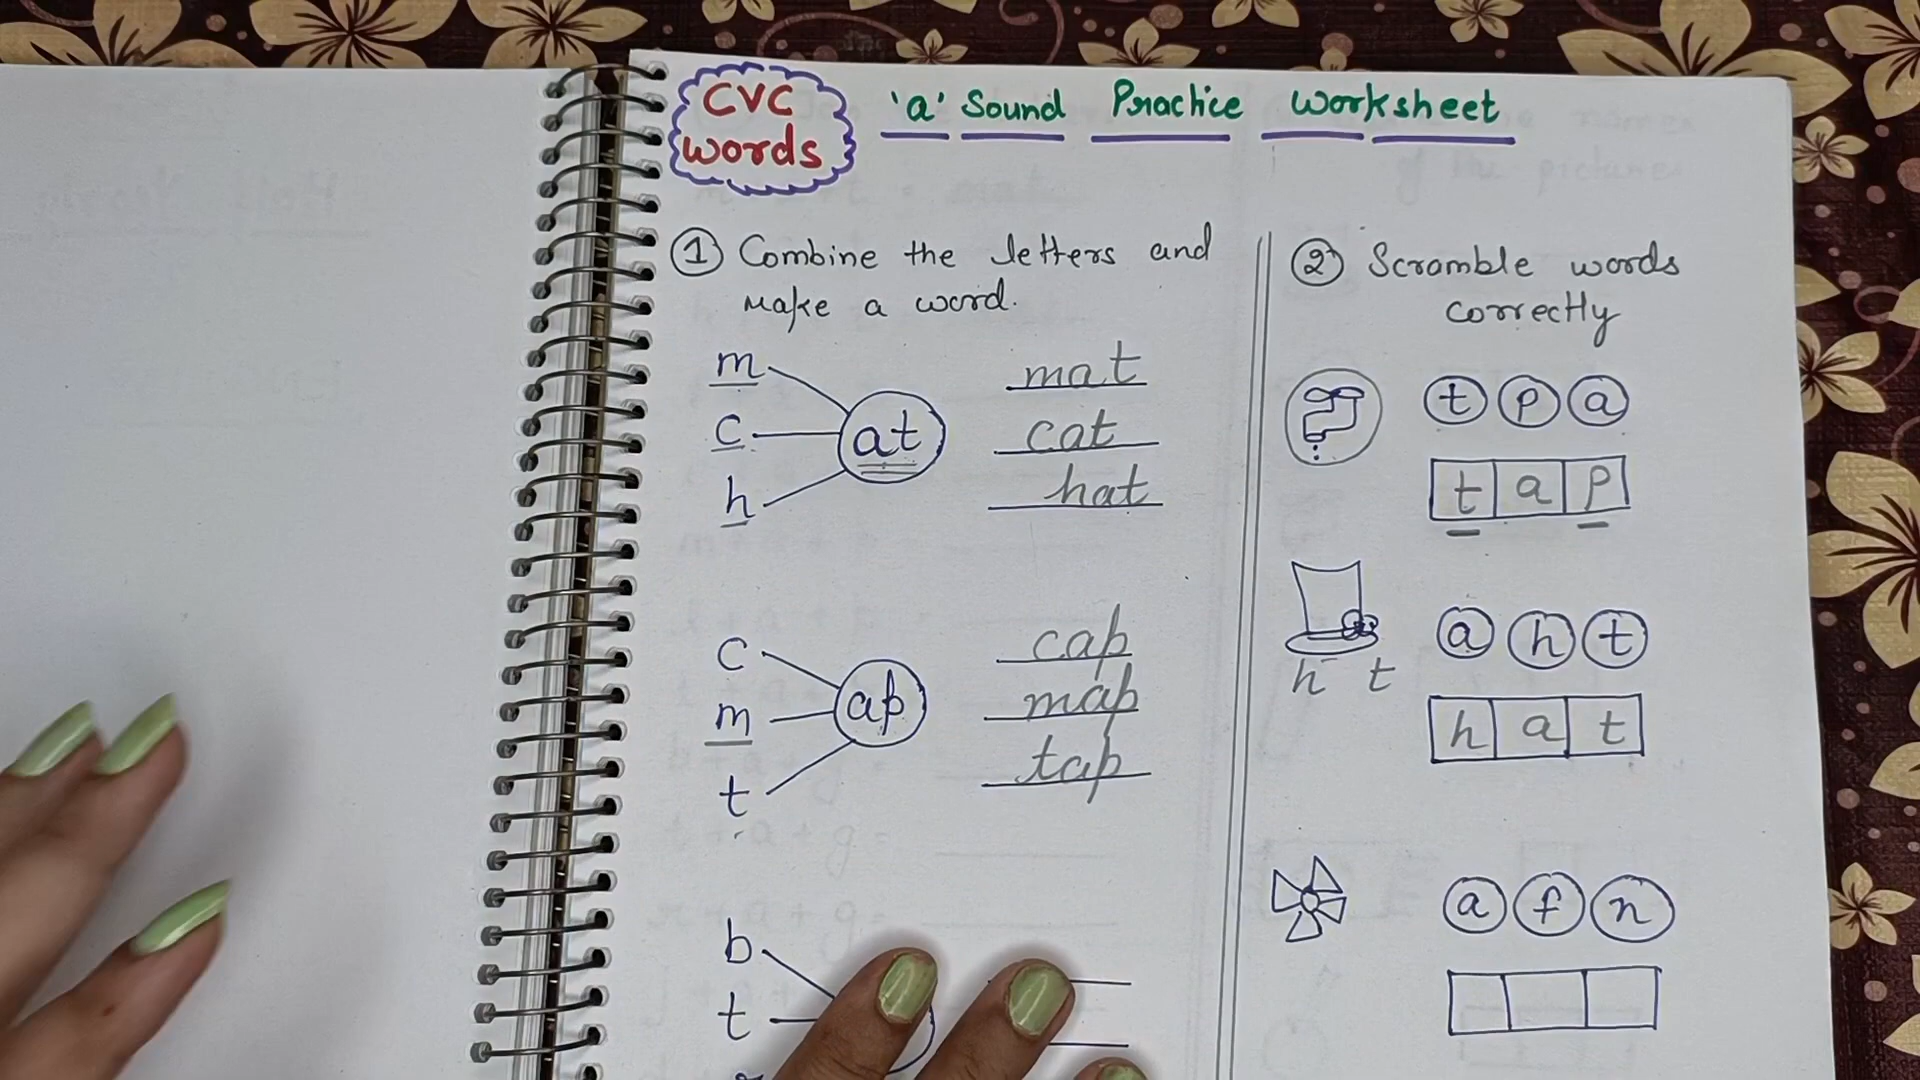 CVC
words
'a' Sound Practice Worksheet
① Combine the letters and
make a word.
m
c
h
at
mat
cat
hat
c
m
t
ap
cap
map
tap
b
t
② Scramble words
correctly
t p a
t a p
a h t
h t
h a t
a f n